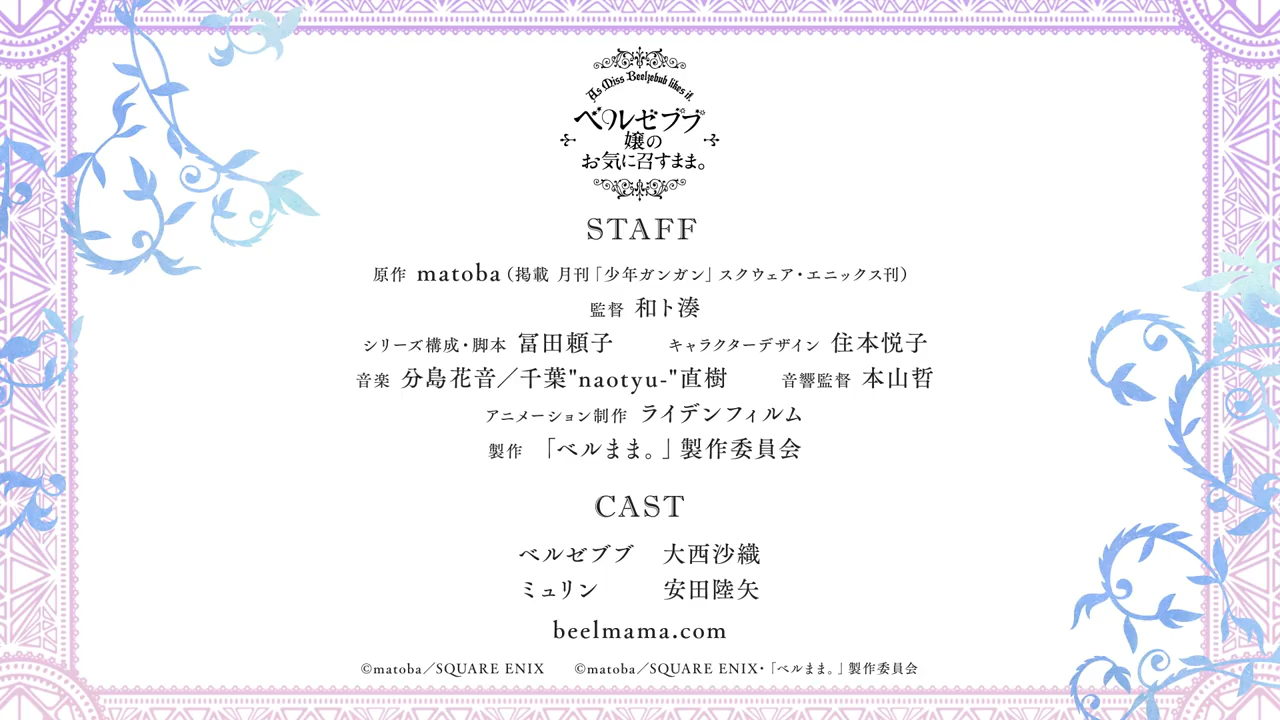 As Miss Beelzebub likes it.
ベルゼブブ
嬢の
お気に召すまま。
STAFF
原作 matoba(掲載 月刊「少年ガンガン」スクウェア・エニックス刊)
監督 和ト湊
シリーズ構成・脚本 冨田頼子 キャラクターデザイン 住本悦子
音楽 分島花音／千葉"naotyu-"直樹 音響監督 本山哲
アニメーション制作 ライデンフィルム
製作 「ベルまま。」製作委員会
CAST
ベルゼブブ 大西沙織
ミュリン 安田陸矢
beelmama.com
©matoba／SQUARE ENIX ©matoba／SQUARE ENIX・「ベルまま。」製作委員会